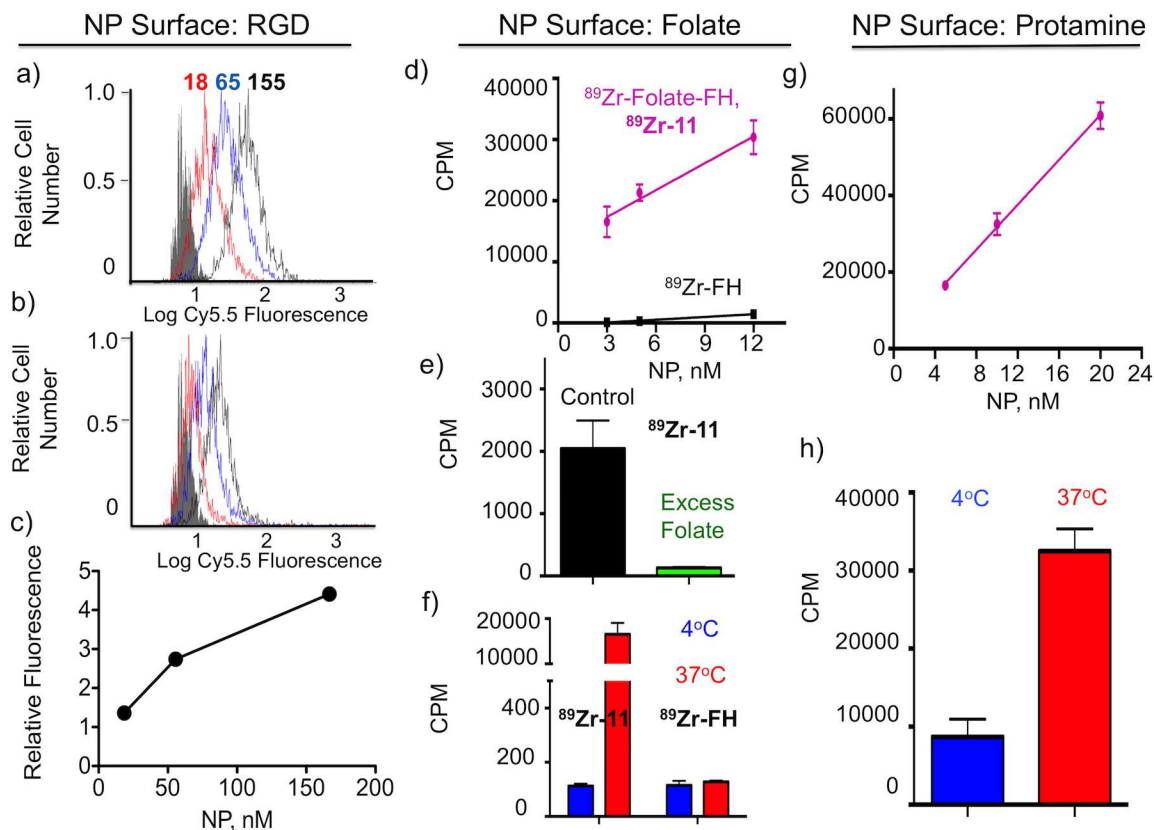 NP Surface: RGD
a)
18 65 155
1.0
0.5
0
Relative Cell
Number
1 2 3
Log Cy5.5 Fluorescence
b)
1.0
0.5
0
Relative Cell
Number
1 2 3
Log Cy5.5 Fluorescence
c)
5
4
3
2
1
0
Relative Fluorescence
0 50 100 150 200
NP, nM
NP Surface: Folate
d)
40000
30000
20000
10000
0
CPM
⁸⁹Zr-Folate-FH,
⁸⁹Zr-11
⁸⁹Zr-FH
0 3 6 9 12
NP, nM
e)
3000
2000
1000
0
CPM
Control
⁸⁹Zr-11
Excess
Folate
f)
20000
10000
400
200
0
CPM
4°C
37°C
⁸⁹Zr-11
⁸⁹Zr-FH
NP Surface: Protamine
g)
60000
40000
20000
0
CPM
0 4 8 12 16 20 24
NP, nM
h)
40000
30000
20000
10000
0
CPM
4°C
37°C